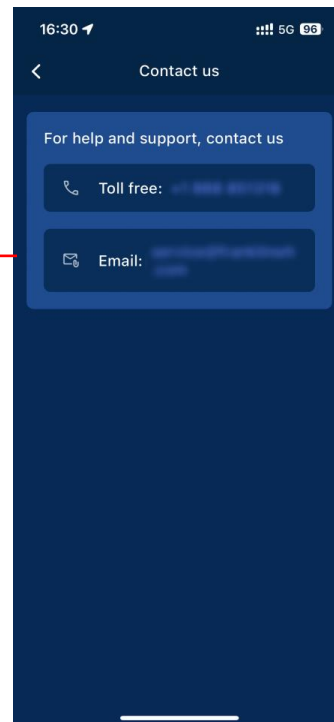 16:30 5G 96
Contact us
For help and support, contact us
Toll free:
Email: